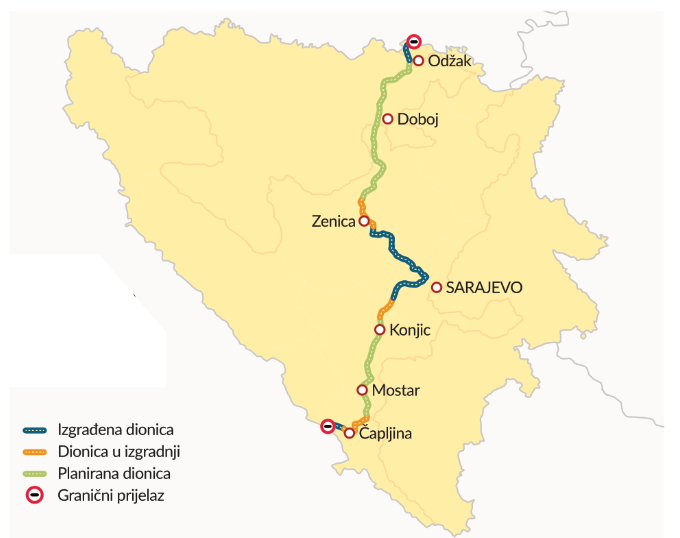 Odžak
Doboj
Zenica
SARAJEVO
Konjic
Mostar
Čapljina
Izgrađena dionica
Dionica u izgradnji
Planirana dionica
Granični prijelaz